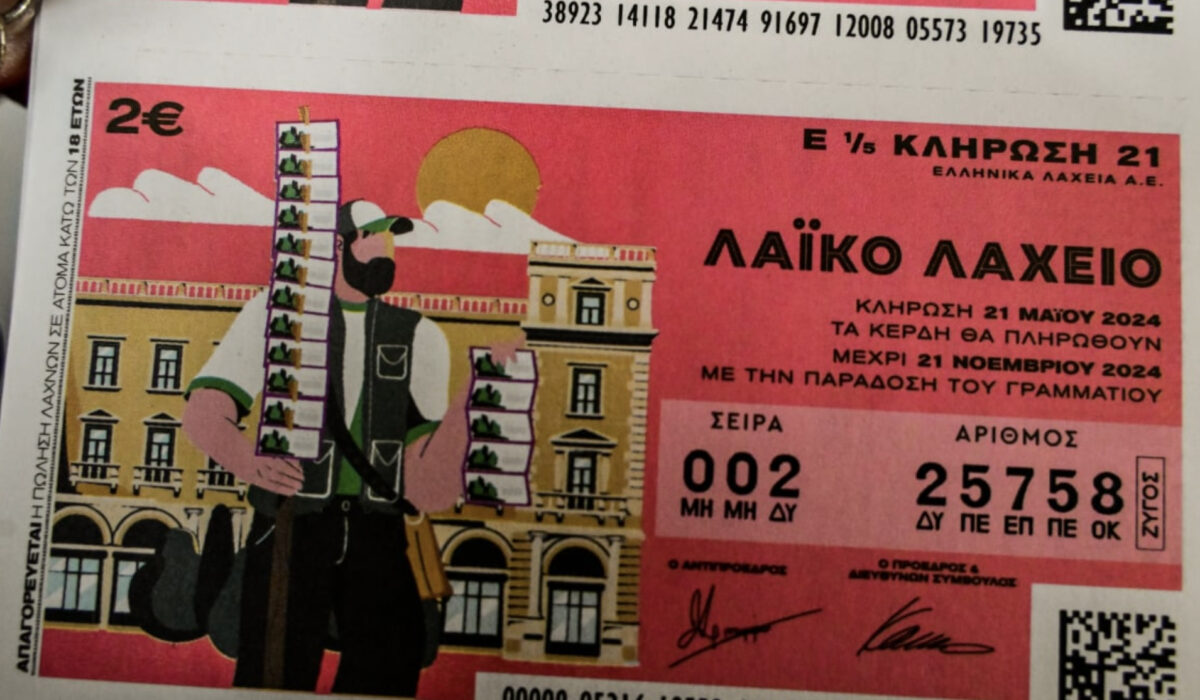 38923 14118 21474 91697 12008 05573 19735
ΑΠΑΓΟΡΕΥΕΤΑΙ Η ΠΩΛΗΣΗ ΛΑΧΝΩΝ ΣΕ ΑΤΟΜΑ ΚΑΤΩ ΤΩΝ 18 ΕΤΩΝ
2€
Ε 1/5 ΚΛΗΡΩΣΗ 21
ΕΛΛΗΝΙΚΑ ΛΑΧΕΙΑ Α.Ε.
ΛΑΪΚΟ ΛΑΧΕΙΟ
ΚΛΗΡΩΣΗ 21 ΜΑΪΟΥ 2024
ΤΑ ΚΕΡΔΗ ΘΑ ΠΛΗΡΩΘΟΥΝ
ΜΕΧΡΙ 21 ΝΟΕΜΒΡΙΟΥ 2024
ΜΕ ΤΗΝ ΠΑΡΑΔΟΣΗ ΤΟΥ ΓΡΑΜΜΑΤΙΟΥ
ΣΕΙΡΑ ΑΡΙΘΜΟΣ
002 25758 ΖΥΓΟΣ
ΜΗ ΜΗ ΔΥ ΔΥ ΠΕ ΕΠ ΠΕ ΟΚ
Ο ΑΝΤΙΠΡΟΕΔΡΟΣ Ο ΠΡΟΕΔΡΟΣ &
ΔΙΕΥΘΥΝΩΝ ΣΥΜΒΟΥΛΟΣ